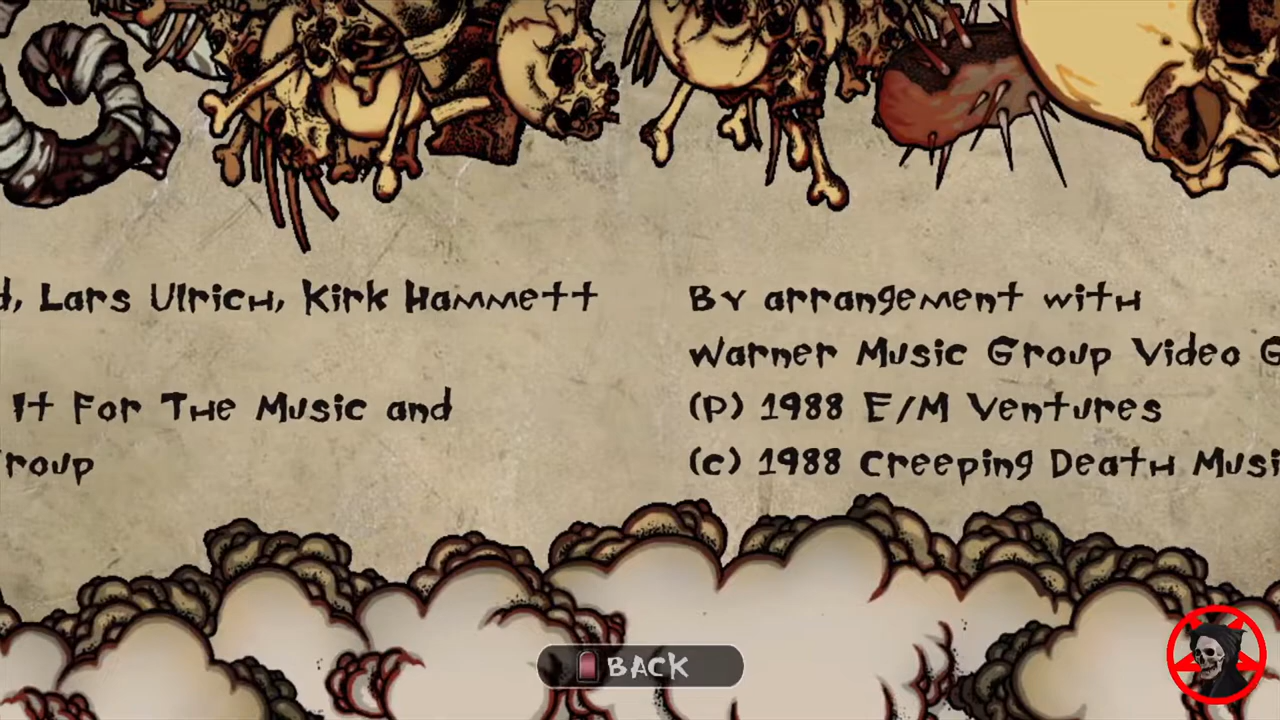 d, Lars Ulrich, Kirk Hammett
It For The Music and
roup
By arrangement with
Warner Music Group Video G
(P) 1988 E/M Ventures
(c) 1988 Creeping Death Musi
BACK